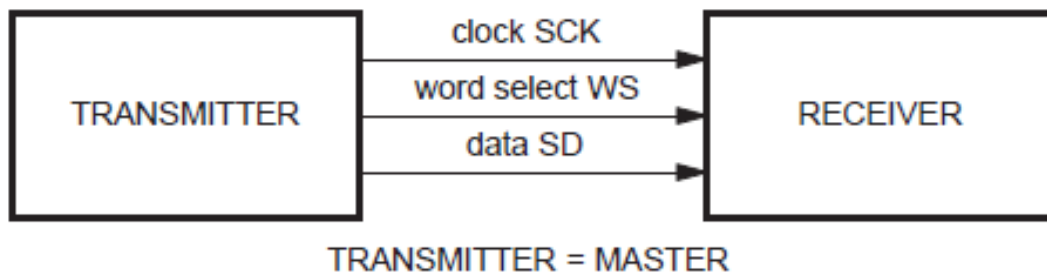 clock SCK
word select WS
TRANSMITTER
RECEIVER
data SD
TRANSMITTER = MASTER